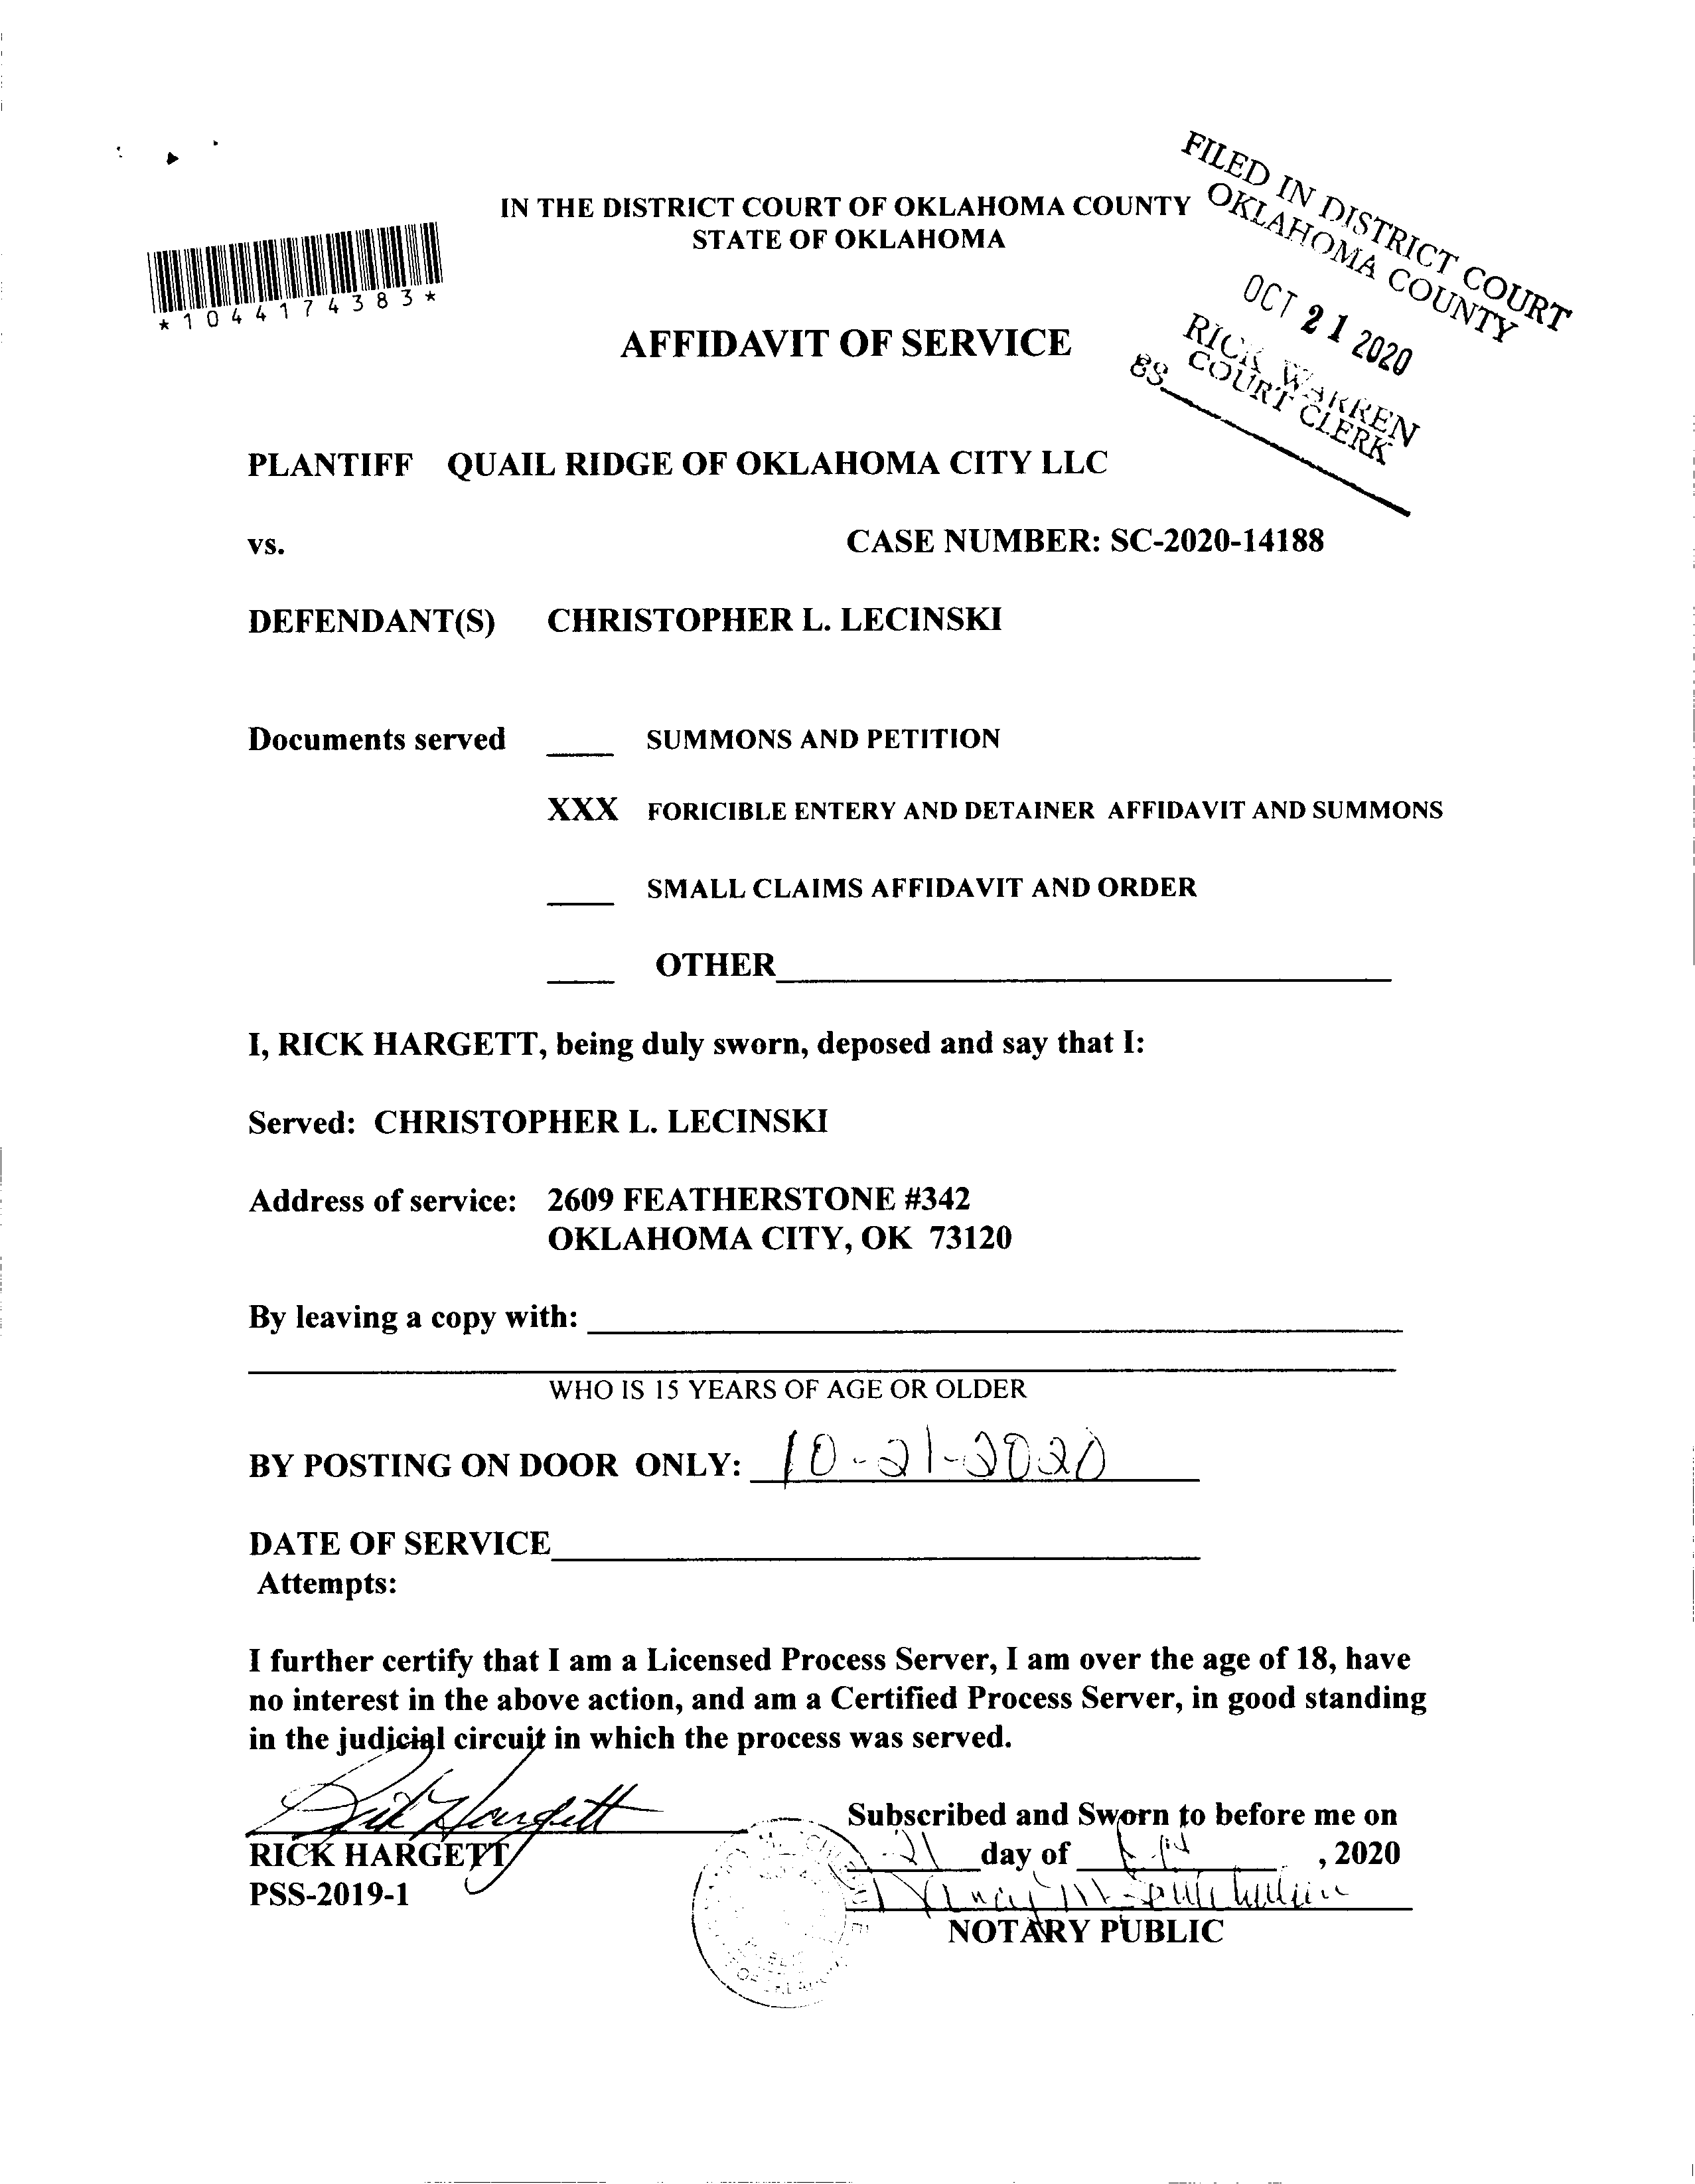 IN THE DISTRICT COURT OF OKLAHOMA COUNTY
STATE OF OKLAHOMA
FILED IN DISTRICT COURT
OKLAHOMA COUNTY
OCT 21 2020
RICK WARREN
COURT CLERK
88
*1044174383*
AFFIDAVIT OF SERVICE
PLANTIFF QUAIL RIDGE OF OKLAHOMA CITY LLC
vs. CASE NUMBER: SC-2020-14188
DEFENDANT(S) CHRISTOPHER L. LECINSKI
Documents served ____ SUMMONS AND PETITION
XXX FORICIBLE ENTERY AND DETAINER AFFIDAVIT AND SUMMONS
____ SMALL CLAIMS AFFIDAVIT AND ORDER
____ OTHER____
I, RICK HARGETT, being duly sworn, deposed and say that I:
Served: CHRISTOPHER L. LECINSKI
Address of service: 2609 FEATHERSTONE #342
OKLAHOMA CITY, OK 73120
By leaving a copy with: ____
WHO IS 15 YEARS OF AGE OR OLDER
BY POSTING ON DOOR ONLY: 10-21-2020
DATE OF SERVICE____
Attempts:
I further certify that I am a Licensed Process Server, I am over the age of 18, have
no interest in the above action, and am a Certified Process Server, in good standing
in the judicial circuit in which the process was served.
Rick Hargett
RICK HARGETT
PSS-2019-1
Subscribed and Sworn to before me on
21 day of , 2020
NOTARY PUBLIC